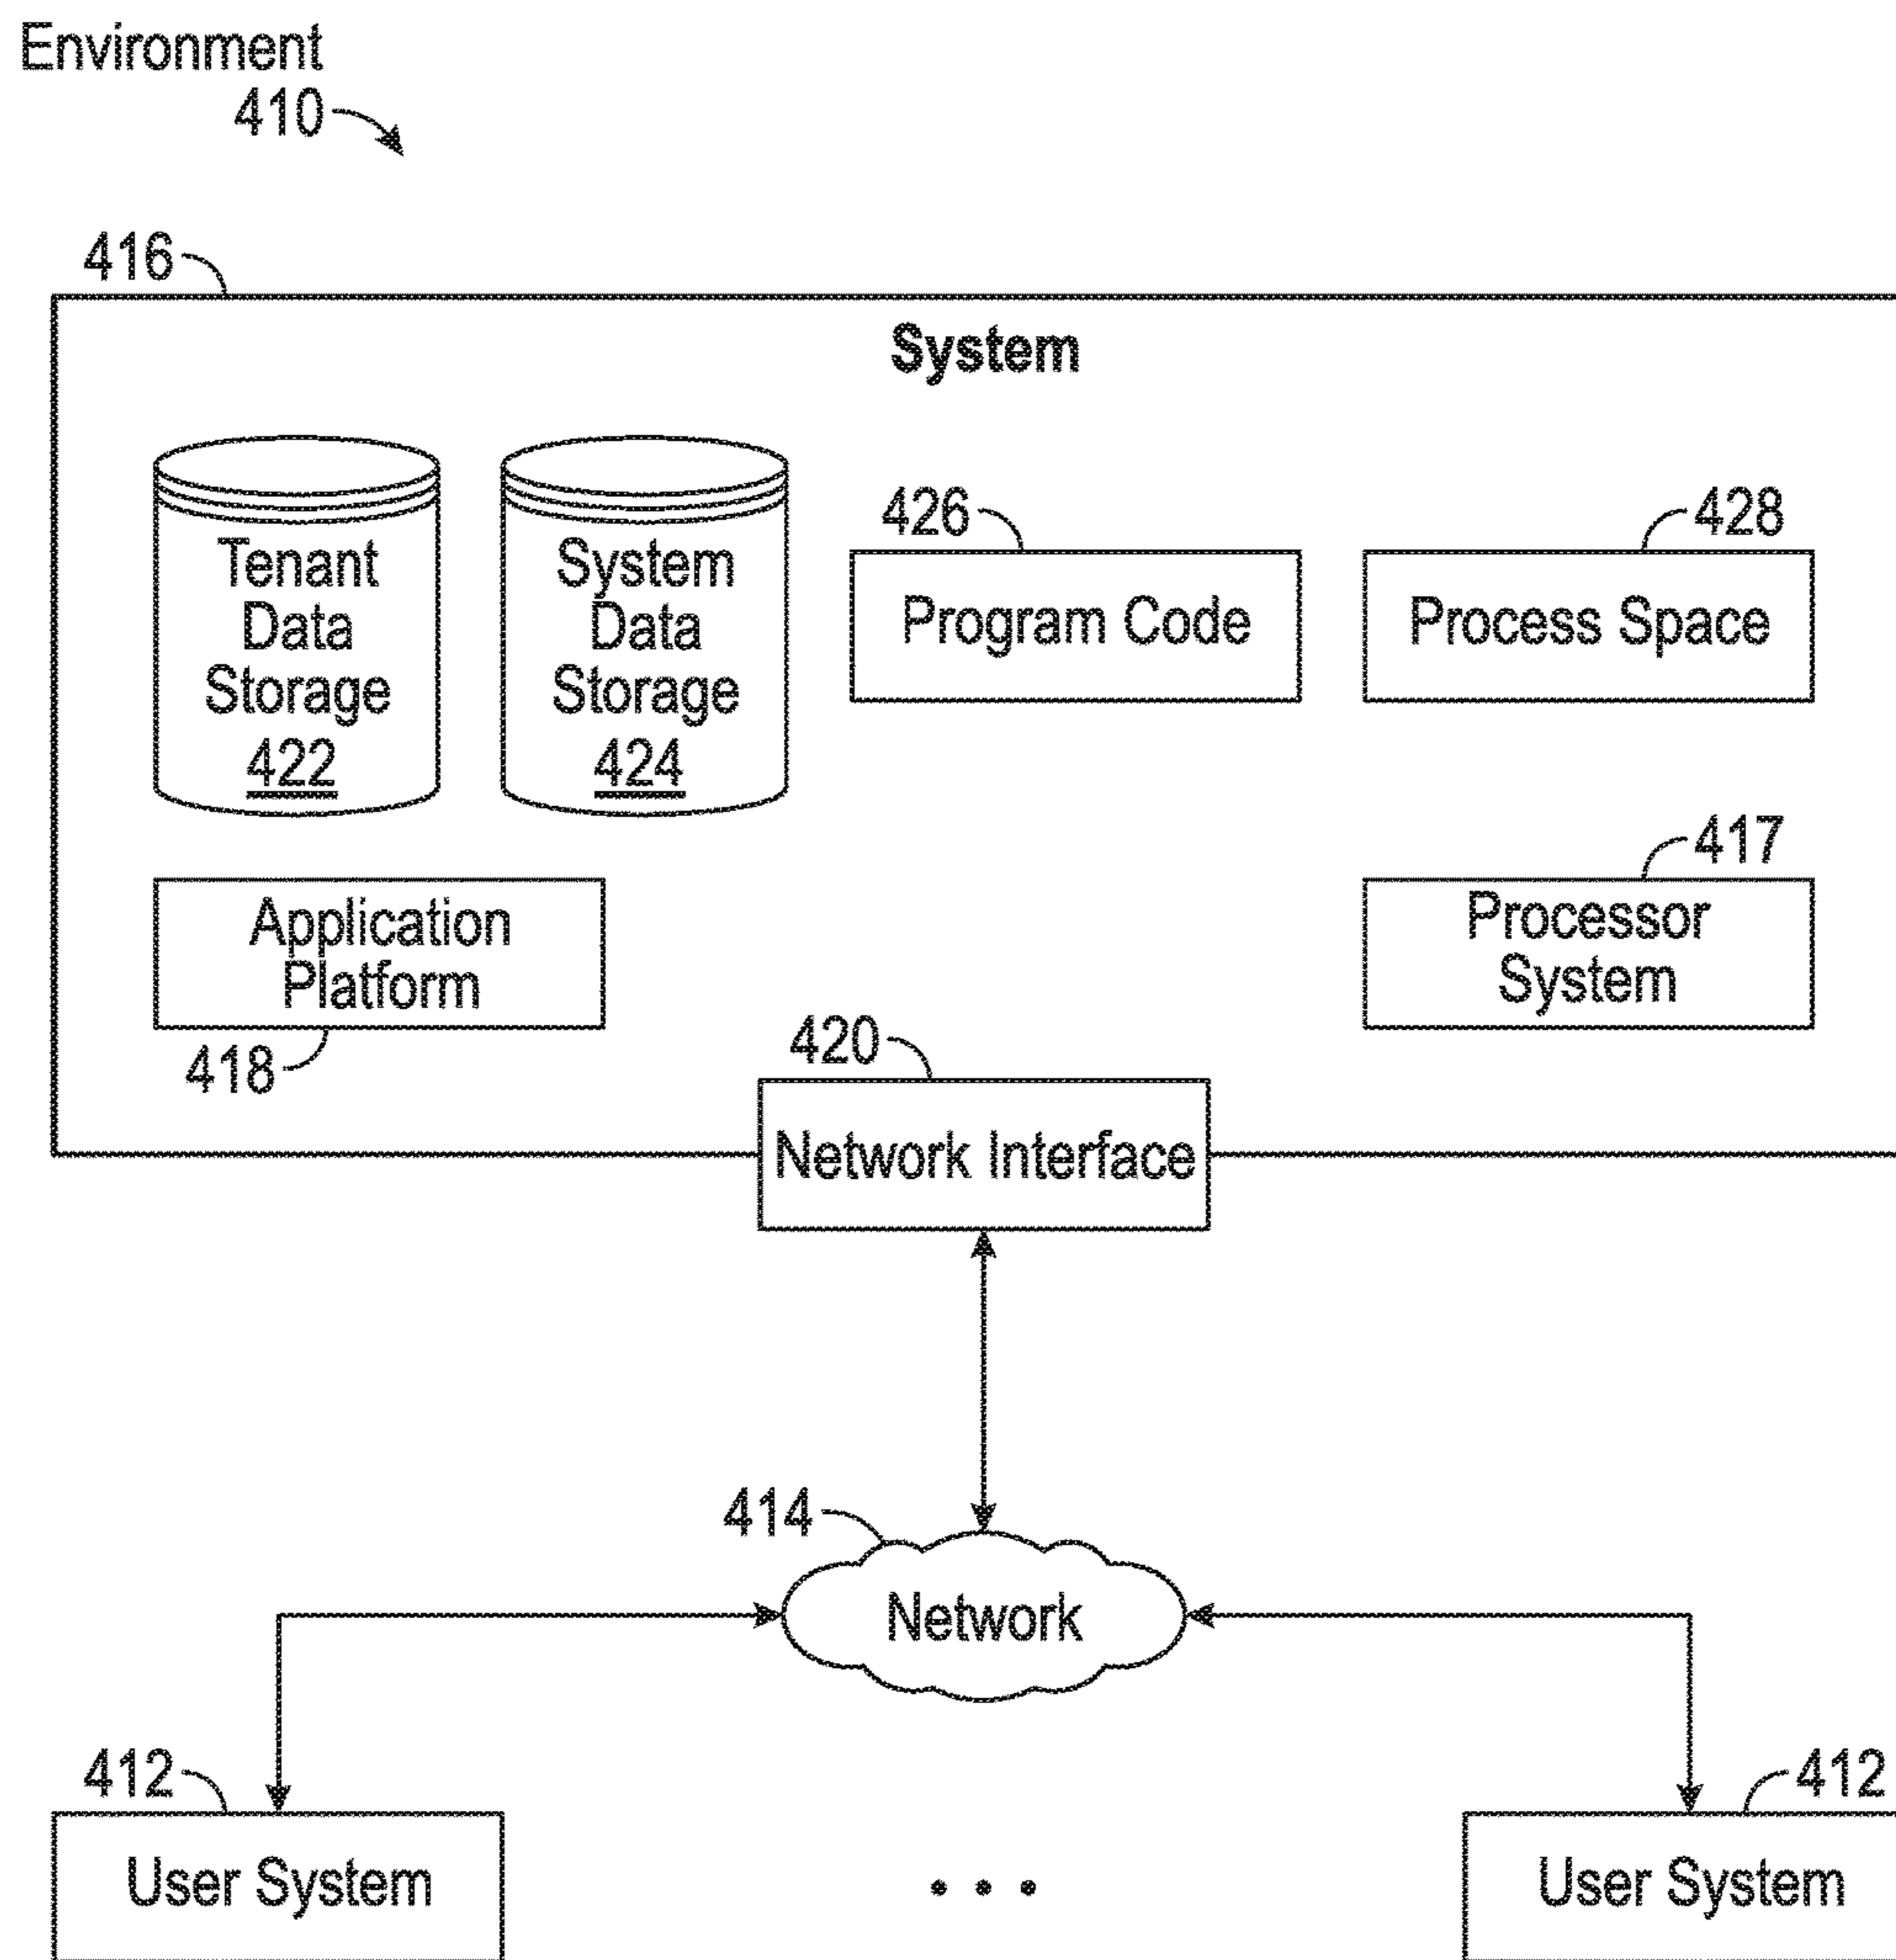 Environment
410
416
System
Tenant
Data
Storage
422
System
Data
Storage
424
426
Program Code
428
Process Space
417
Processor
System
Application
Platform
418
420
Network Interface
414
Network
412
User System
. . .
412
User System